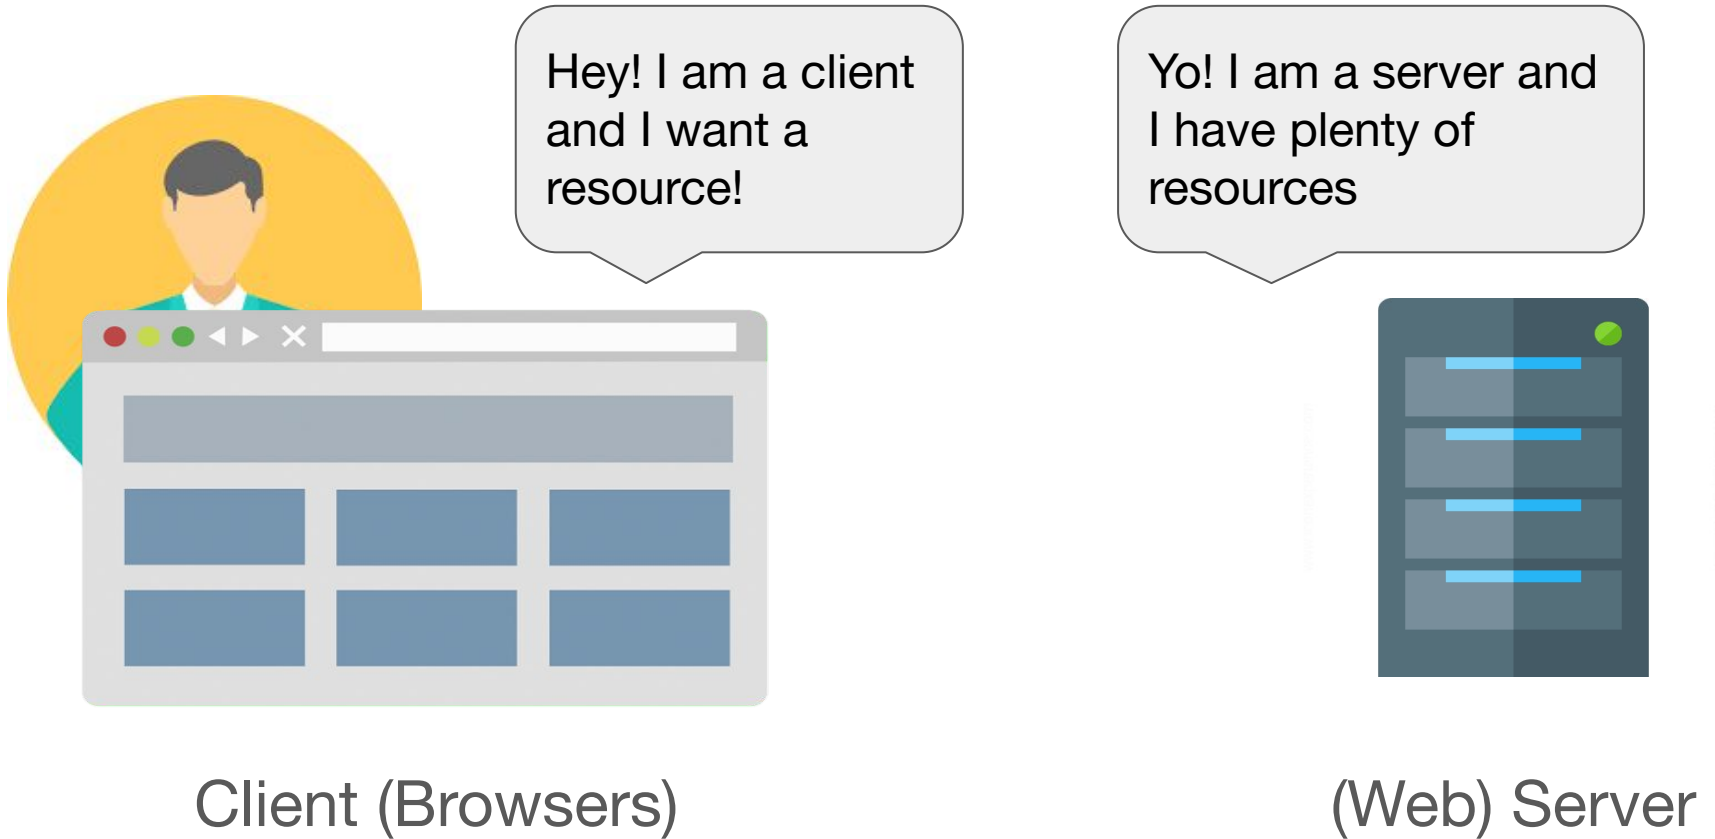 Hey! I am a client
and I want a
resource!
Yo! I am a server and
I have plenty of
resources
Client (Browsers)
(Web) Server